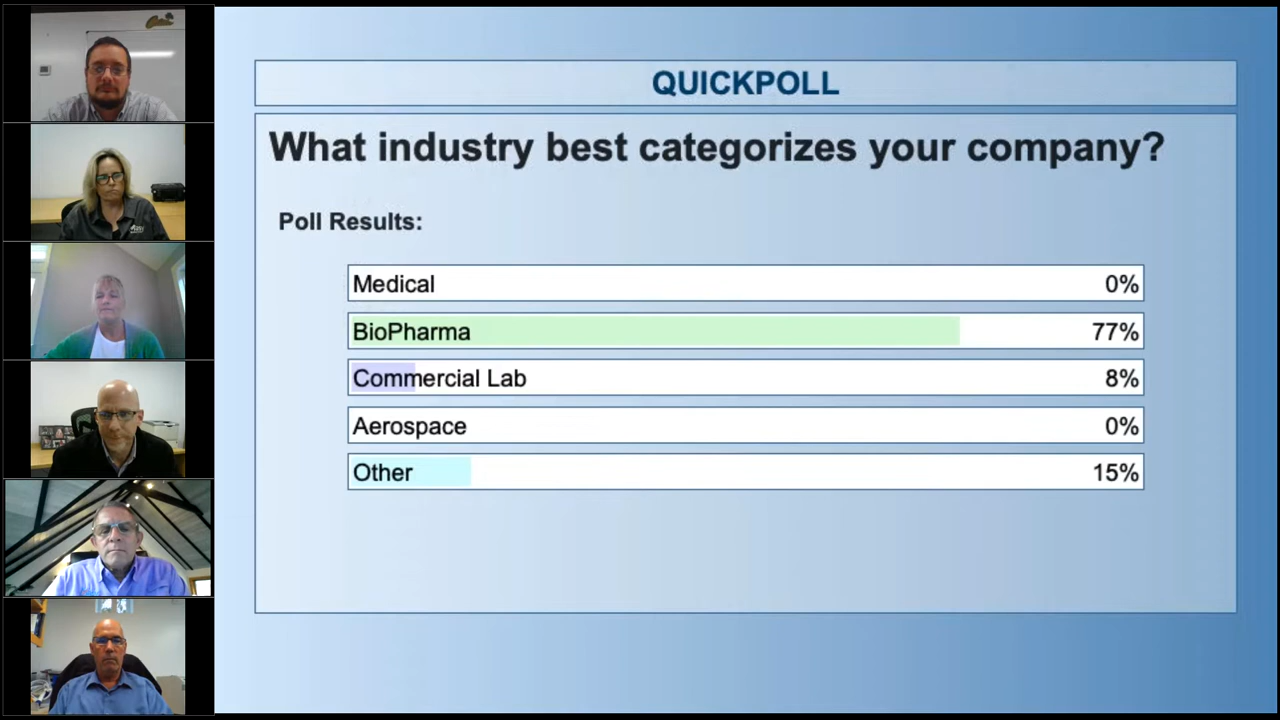 QUICKPOLL
What industry best categorizes your company?
Poll Results:
Medical 0%
BioPharma 77%
Commercial Lab 8%
Aerospace 0%
Other 15%